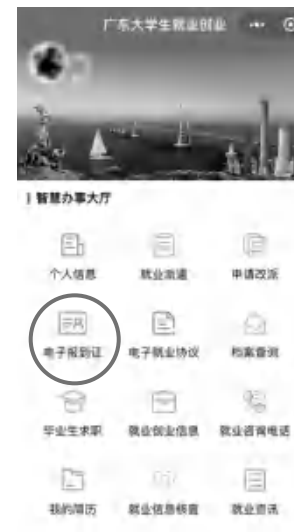 广东大学生就业创业
智慧办事大厅
个人信息 就业派遣 申请改派
电子报到证 电子就业协议 档案查询
毕业生求职 就业创业信息 就业咨询电话
我的简历 就业信息核查 就业资讯